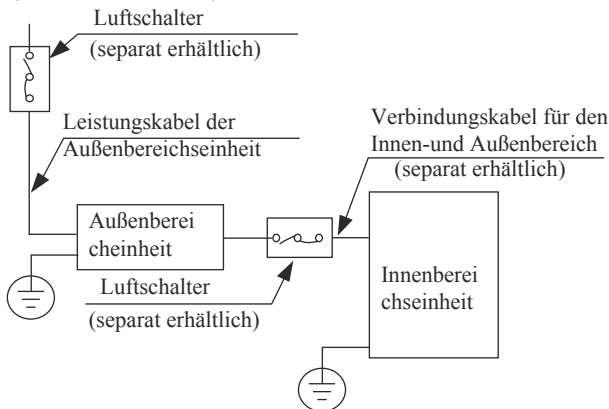 Luftschalter
(separat erhältlich)
Leistungskabel der
Außenbereichseinheit
Verbindungskabel für den
Innen-und Außenbereich
(separat erhältlich)
Außenberei
cheinheit
Luftschalter
(separat erhältlich)
Innenberei
chseinheit